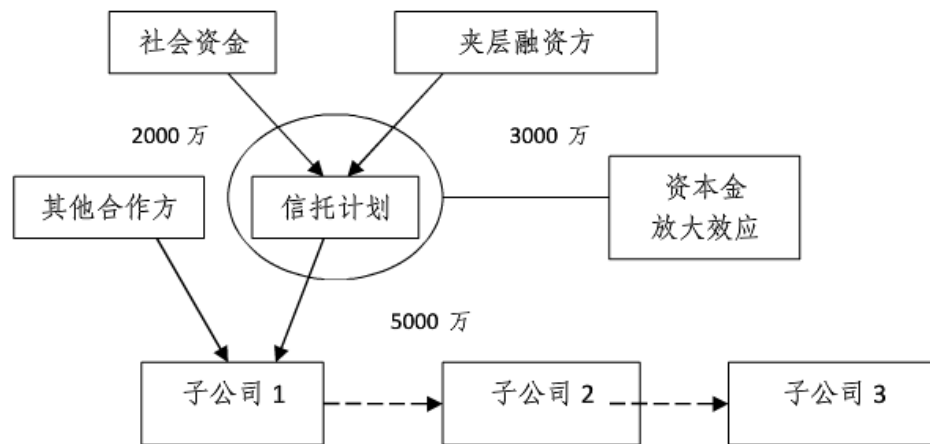 社会资金
夹层融资方
2000 万
3000 万
其他合作方
信托计划
资本金
放大效应
5000 万
子公司 1
子公司 2
子公司 3